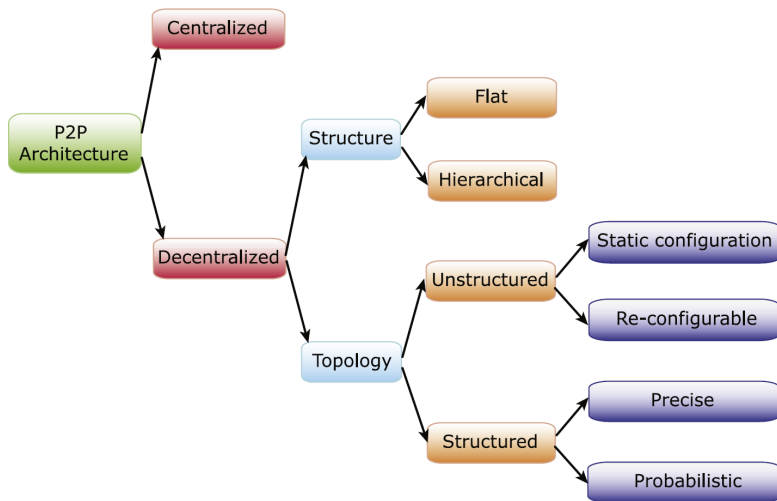 Centralized
P2P
Architecture
Decentralized
Structure
Topology
Flat
Hierarchical
Unstructured
Structured
Static configuration
Re-configurable
Precise
Probabilistic